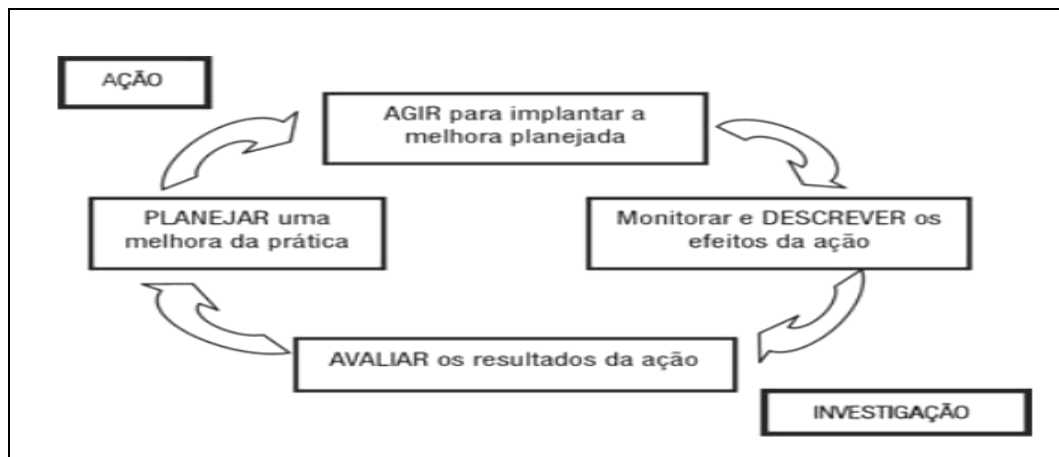 AÇÃO
AGIR para implantar a
melhora planejada
PLANEJAR uma
melhora da prática
Monitorar e DESCREVER os
efeitos da ação
AVALIAR os resultados da ação
INVESTIGAÇÃO